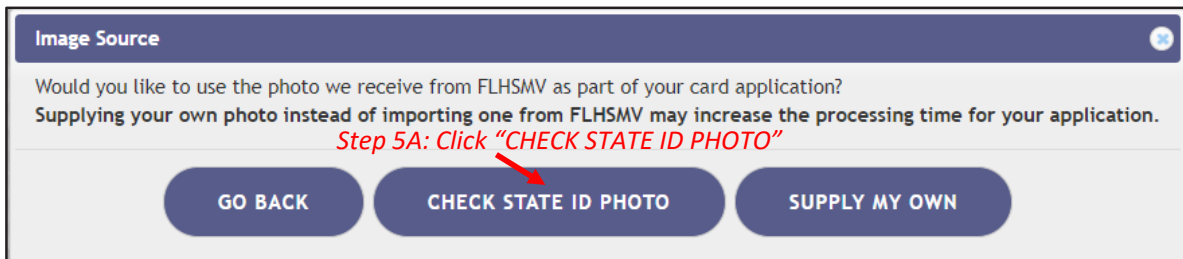 Image Source
Would you like to use the photo we receive from FLHSMV as part of your card application?
Supplying your own photo instead of importing one from FLHSMV may increase the processing time for your application.
Step 5A: Click “CHECK STATE ID PHOTO”
GO BACK CHECK STATE ID PHOTO SUPPLY MY OWN